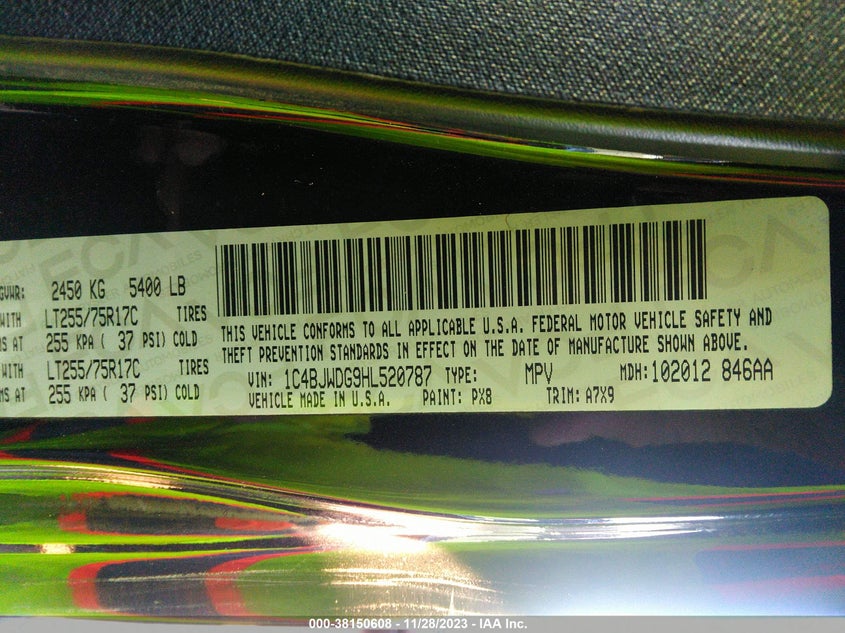 GVWR: 2450 KG 5400 LB
WITH LT255/75R17C TIRES
MS AT 255 KPA ( 37 PSI) COLD
WITH LT255/75R17C TIRES
MS AT 255 KPA ( 37 PSI) COLD
THIS VEHICLE CONFORMS TO ALL APPLICABLE U.S.A. FEDERAL MOTOR VEHICLE SAFETY AND
THEFT PREVENTION STANDARDS IN EFFECT ON THE DATE OF MANUFACTURE SHOWN ABOVE.
VIN: 1C4BJWDG9HL520787 TYPE: MPV MDH:102012 846AA
VEHICLE MADE IN U.S.A. PAINT: PX8 TRIM: A7X9
000-38150608 - 11/28/2023 - IAA Inc.